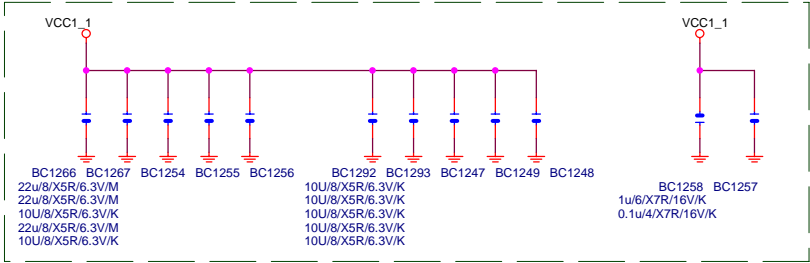 VCC1_1 VCC1_1
BC1266 BC1267 BC1254 BC1255 BC1256 BC1292 BC1293 BC1247 BC1249 BC1248 BC1258 BC1257
22u/8/X5R/6.3V/M 10U/8/X5R/6.3V/K 1u/6/X7R/16V/K
22u/8/X5R/6.3V/M 10U/8/X5R/6.3V/K 0.1u/4/X7R/16V/K
10U/8/X5R/6.3V/K 10U/8/X5R/6.3V/K
22u/8/X5R/6.3V/M 10U/8/X5R/6.3V/K
10U/8/X5R/6.3V/K 10U/8/X5R/6.3V/K